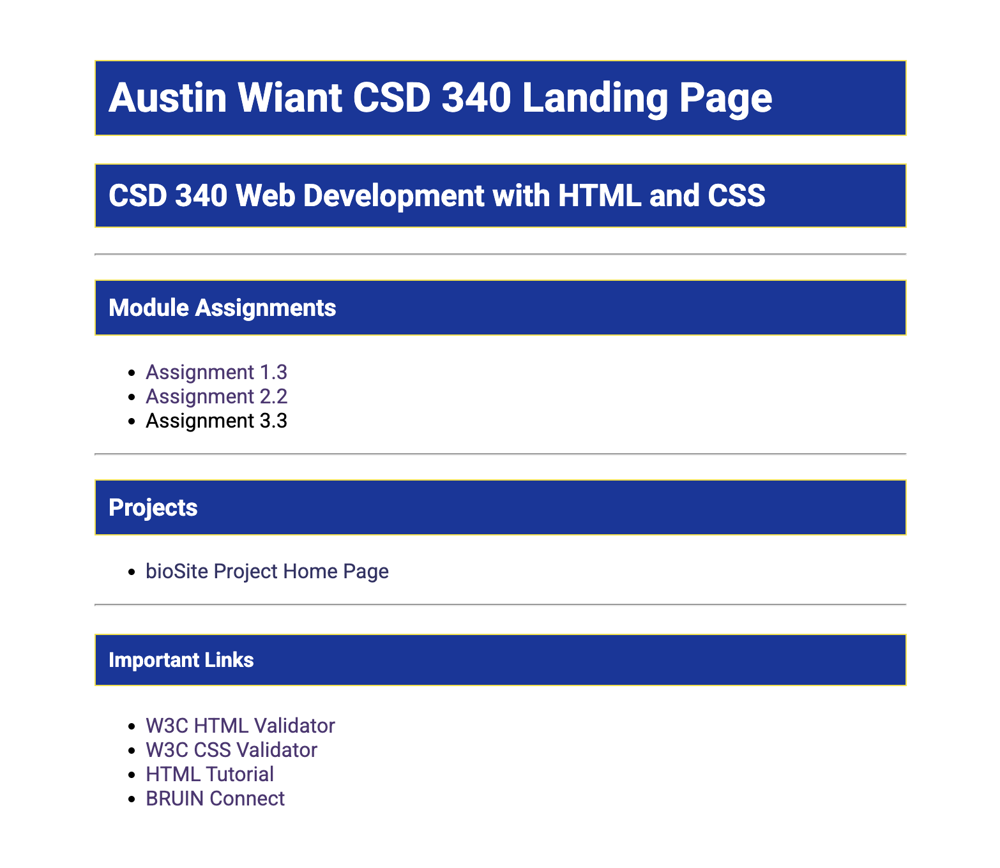 Austin Wiant CSD 340 Landing Page
CSD 340 Web Development with HTML and CSS
Module Assignments
Assignment 1.3
Assignment 2.2
Assignment 3.3
Projects
bioSite Project Home Page
Important Links
W3C HTML Validator
W3C CSS Validator
HTML Tutorial
BRUIN Connect